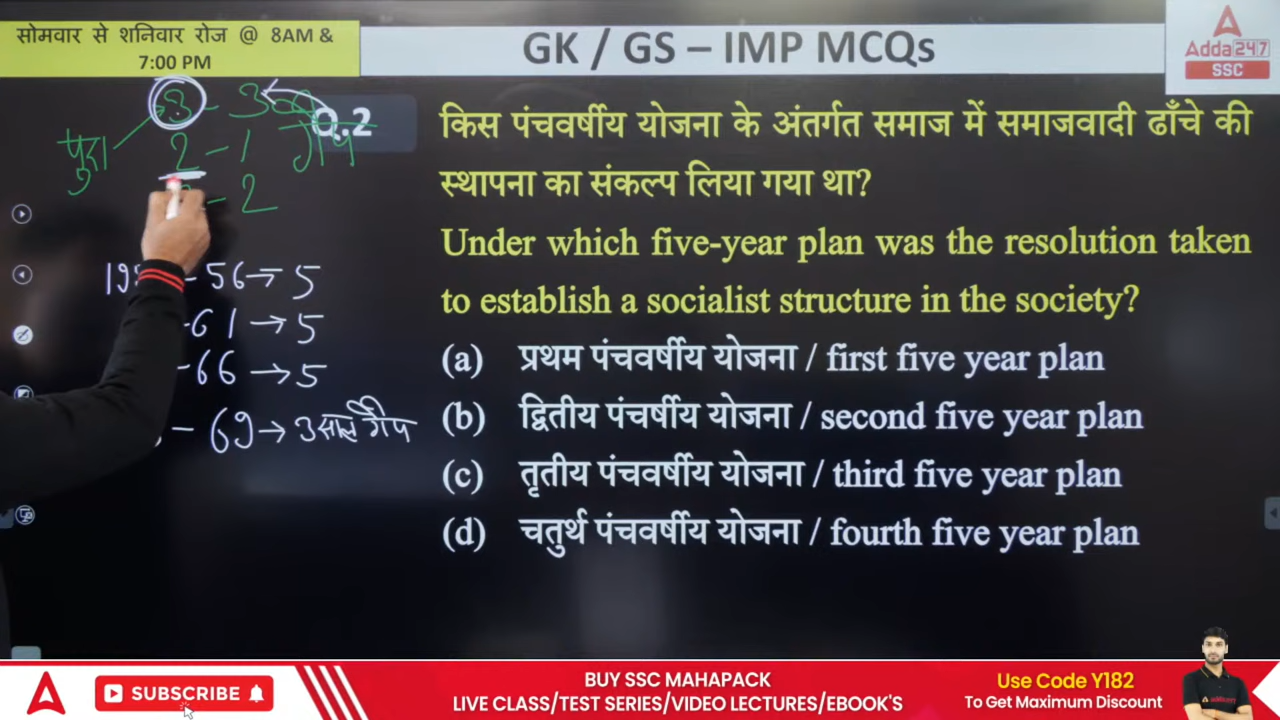 सोमवार से शनिवार रोज @ 8AM &
7:00 PM
GK / GS – IMP MCQs
Adda247
SSC
3 - 3
पुरा 2 - 1 गैप
- 2
Q.2
- 56 → 5
- 61 → 5
- 66 → 5
- 69 → 3 साल गैप
किस पंचवर्षीय योजना के अंतर्गत समाज में समाजवादी ढाँचे की
स्थापना का संकल्प लिया गया था?
Under which five-year plan was the resolution taken
to establish a socialist structure in the society?
(a) प्रथम पंचवर्षीय योजना / first five year plan
(b) द्वितीय पंचर्षीय योजना / second five year plan
(c) तृतीय पंचवर्षीय योजना / third five year plan
(d) चतुर्थ पंचवर्षीय योजना / fourth five year plan
SUBSCRIBE
BUY SSC MAHAPACK
LIVE CLASS/TEST SERIES/VIDEO LECTURES/EBOOK'S
Use Code Y182
To Get Maximum Discount